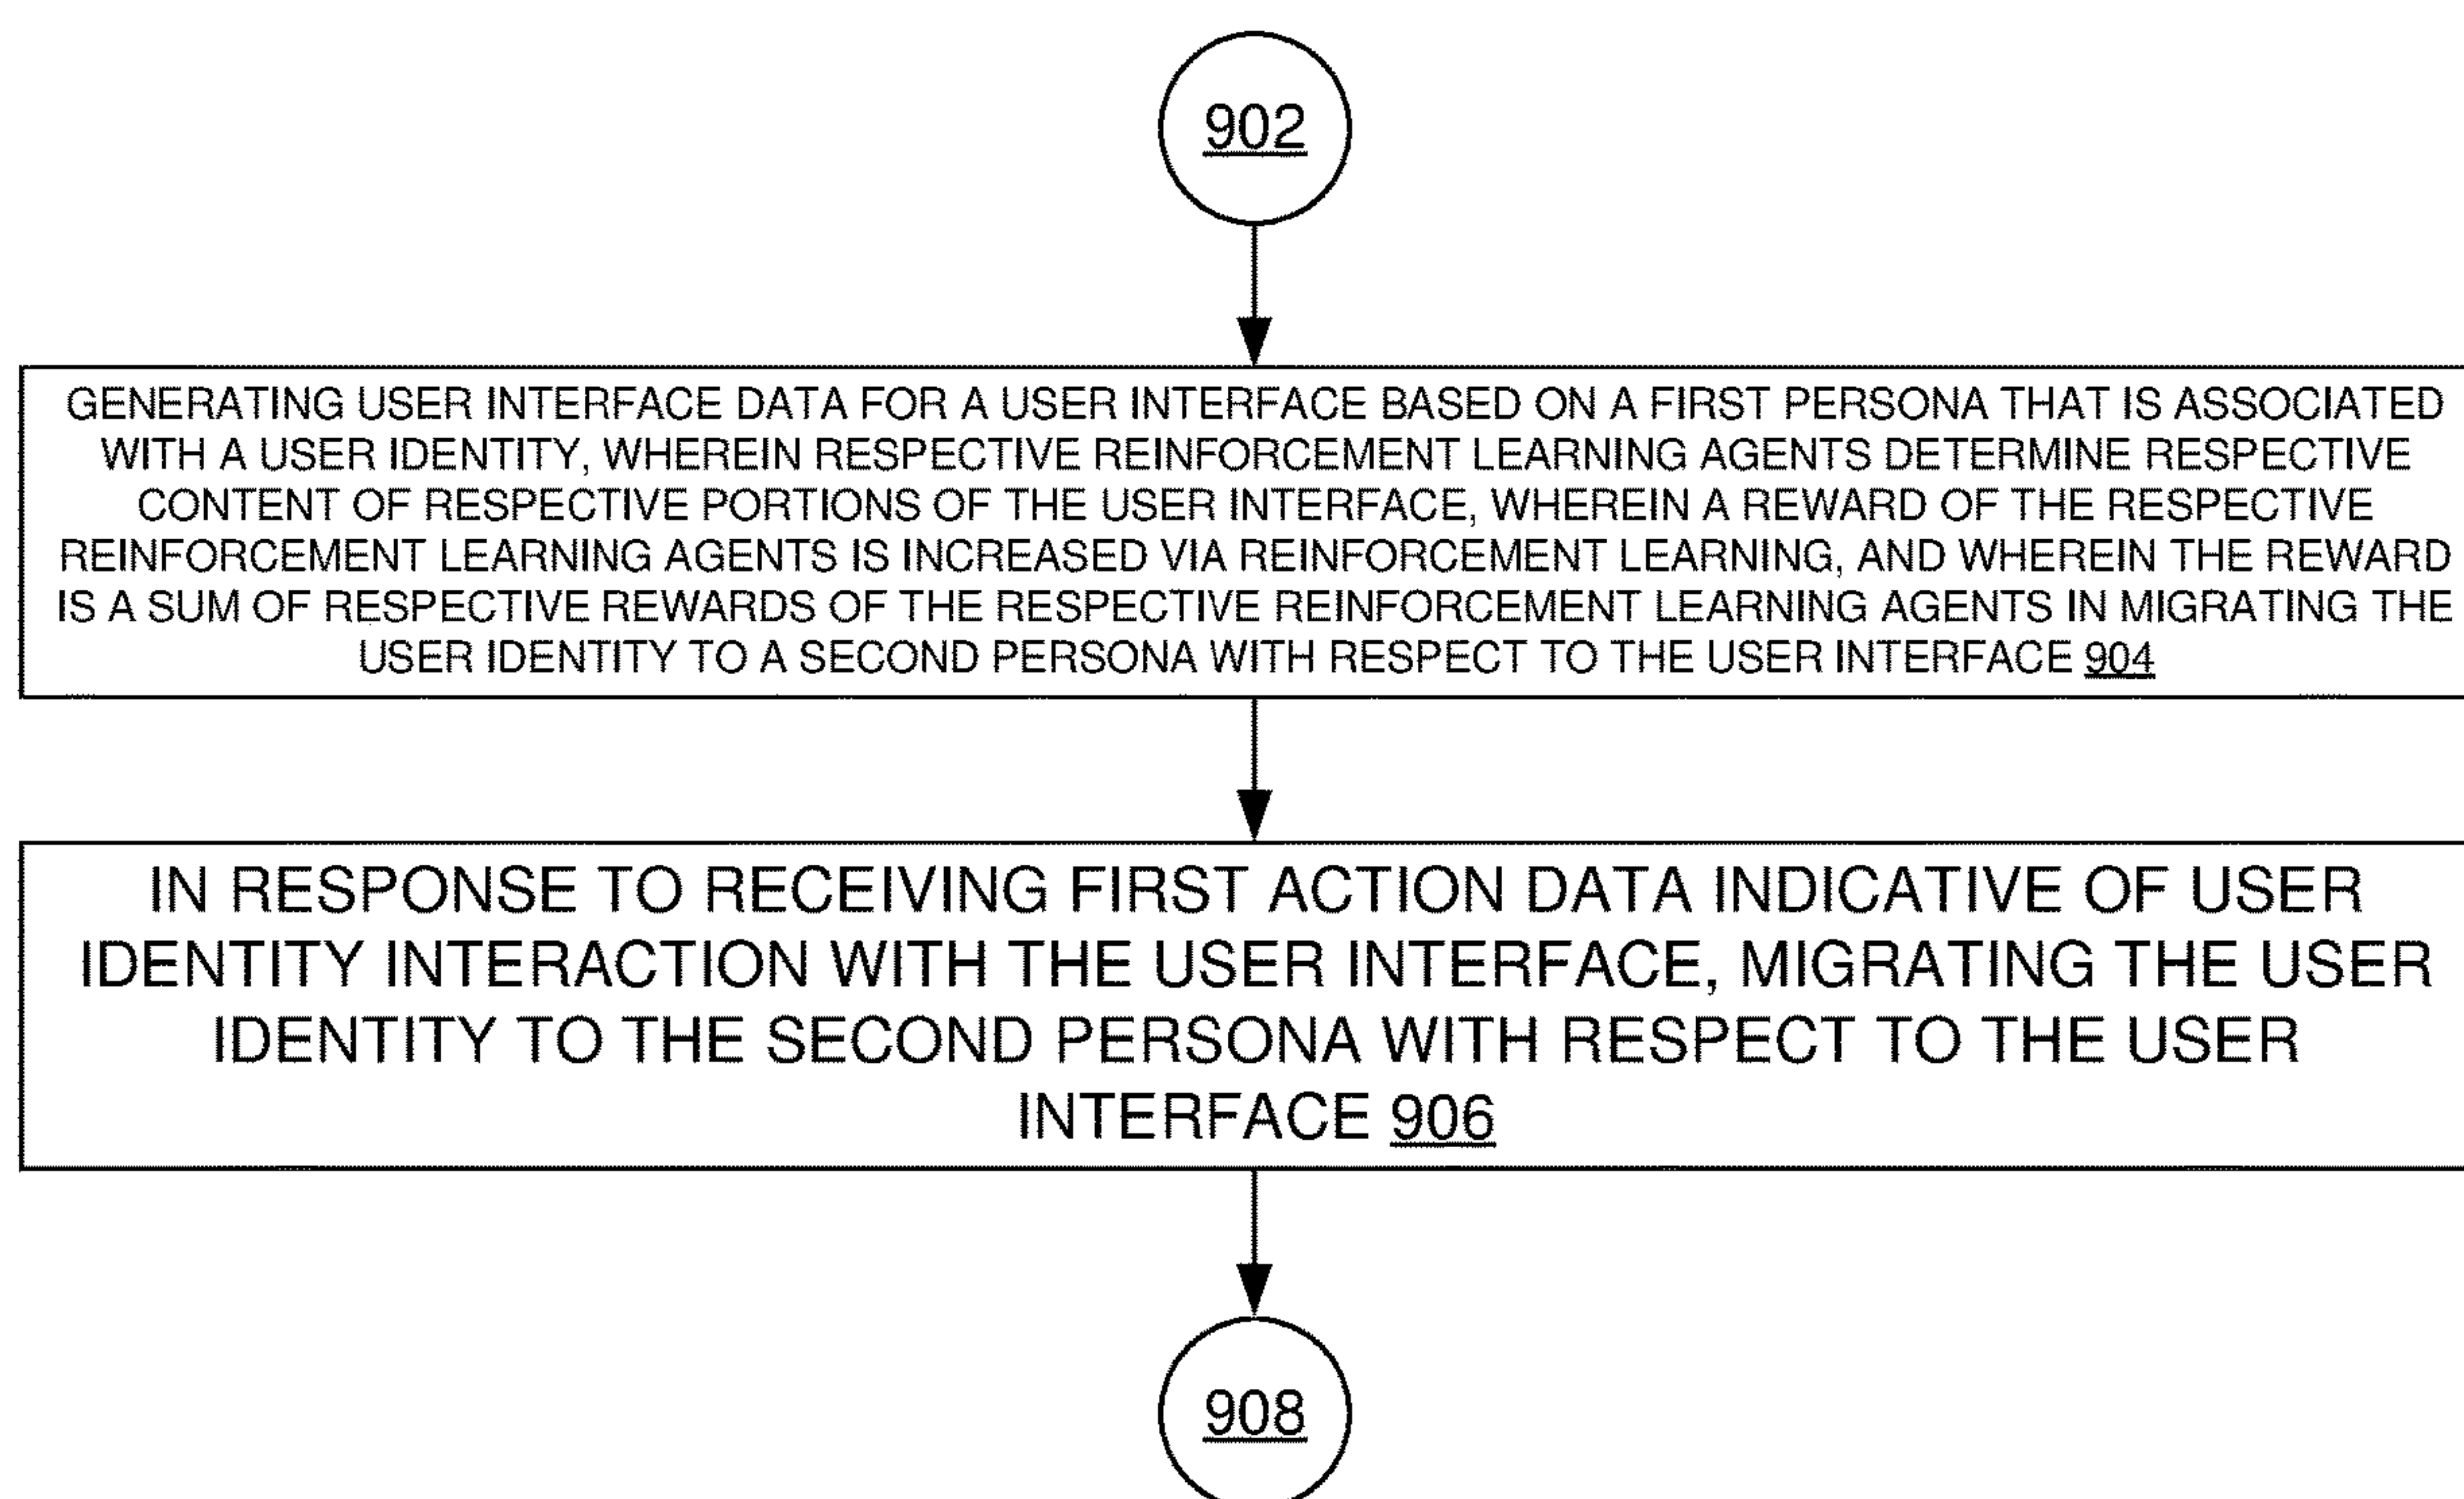 902
GENERATING USER INTERFACE DATA FOR A USER INTERFACE BASED ON A FIRST PERSONA THAT IS ASSOCIATED
WITH A USER IDENTITY, WHEREIN RESPECTIVE REINFORCEMENT LEARNING AGENTS DETERMINE RESPECTIVE
CONTENT OF RESPECTIVE PORTIONS OF THE USER INTERFACE, WHEREIN A REWARD OF THE RESPECTIVE
REINFORCEMENT LEARNING AGENTS IS INCREASED VIA REINFORCEMENT LEARNING, AND WHEREIN THE REWARD
IS A SUM OF RESPECTIVE REWARDS OF THE RESPECTIVE REINFORCEMENT LEARNING AGENTS IN MIGRATING THE
USER IDENTITY TO A SECOND PERSONA WITH RESPECT TO THE USER INTERFACE 904
IN RESPONSE TO RECEIVING FIRST ACTION DATA INDICATIVE OF USER
IDENTITY INTERACTION WITH THE USER INTERFACE, MIGRATING THE USER
IDENTITY TO THE SECOND PERSONA WITH RESPECT TO THE USER
INTERFACE 906
908